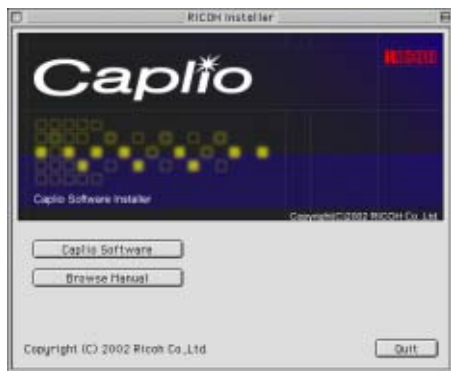 RICOH Installer
Caplio
RICOH
Caplio Software Installer
Copyright(C)2002 RICOH Co.,Ltd.
Caplio Software
Browse Manual
Copyright (C) 2002 Ricoh Co.,Ltd.
Quit